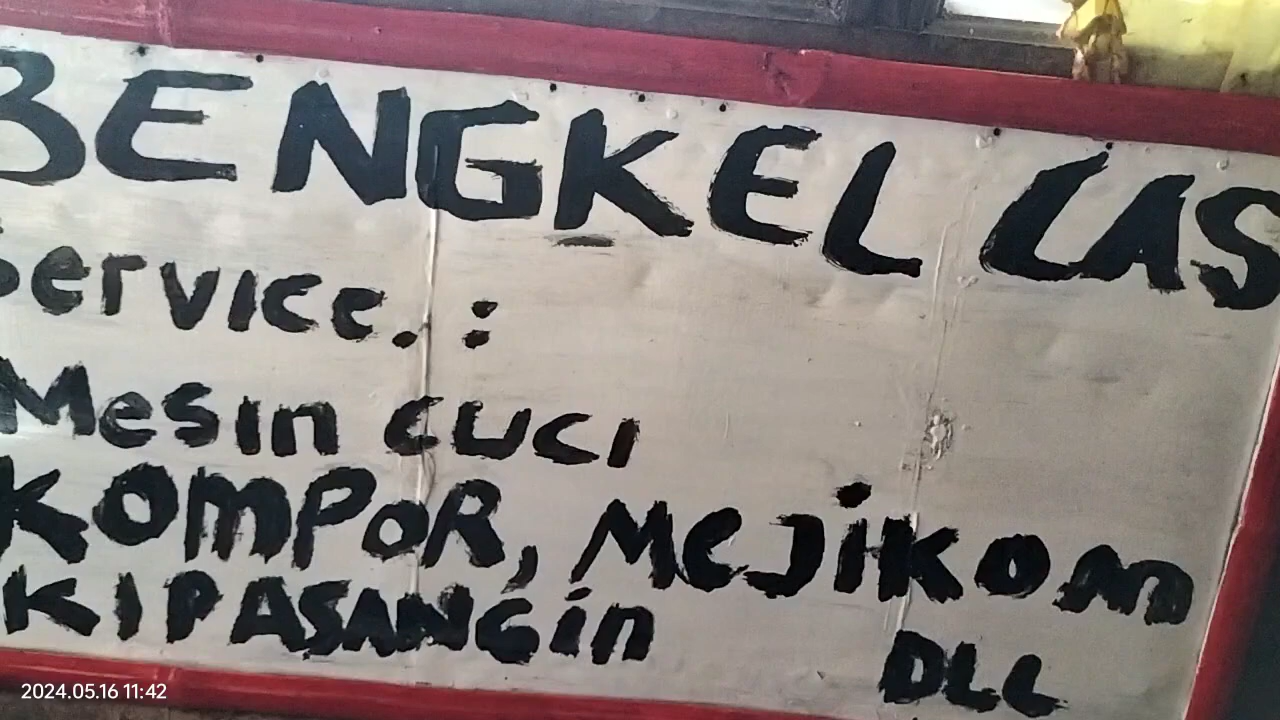 BENGKEL LAS
Service. :
Mesin cuci
KOMPOR, MeJiKOm
KIPASANGin
DLL
2024.05.16 11:42